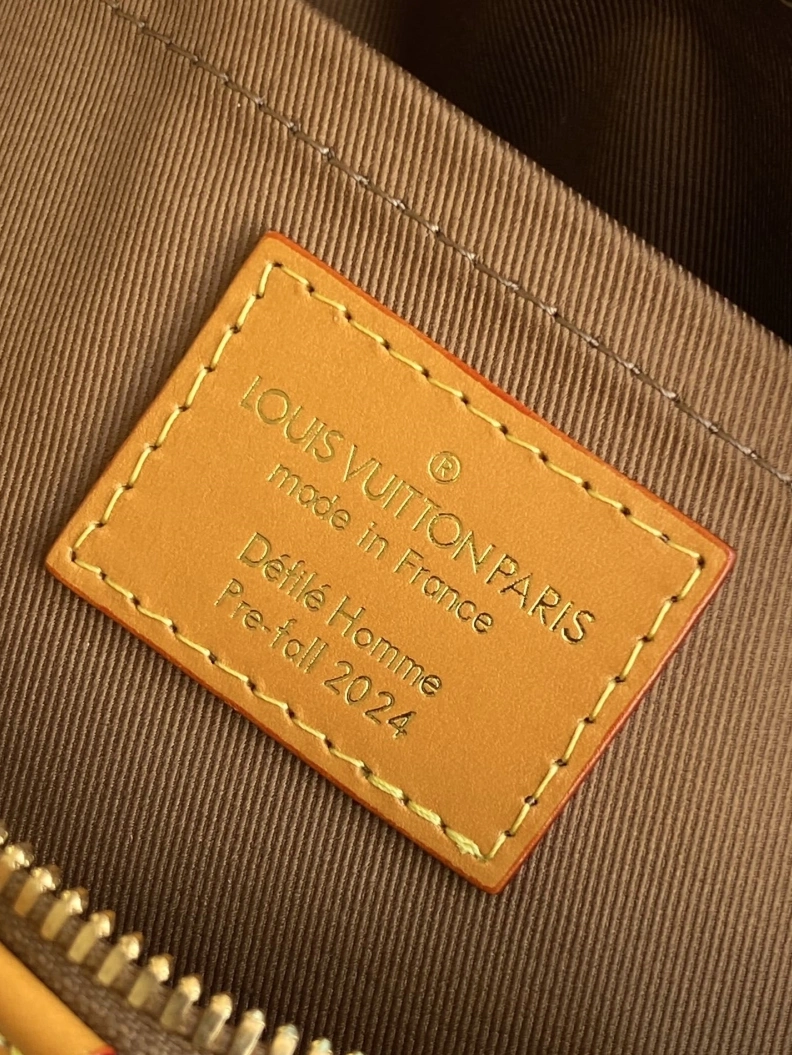 ®
LOUIS VUITTON PARIS
made in France
Défilé Homme
Pre-fall 2024